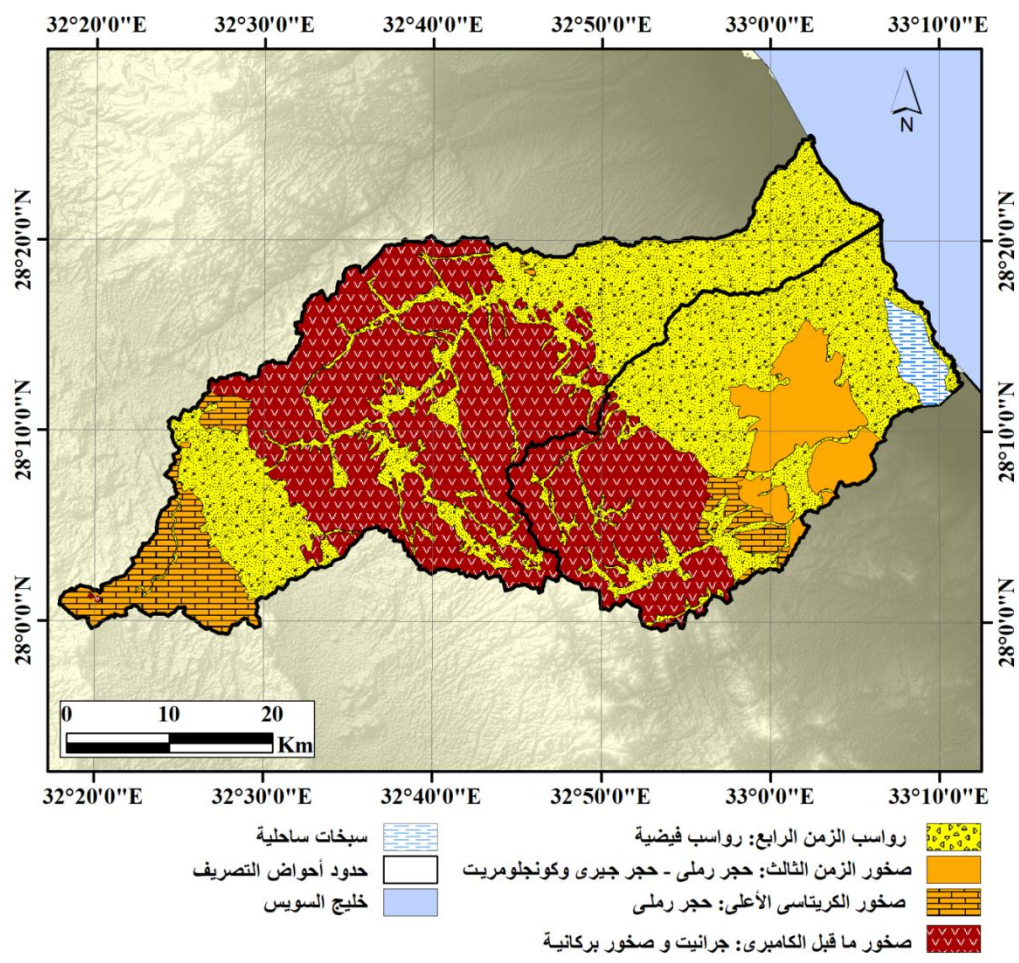 32°20'0"E 32°30'0"E 32°40'0"E 32°50'0"E 33°0'0"E 33°10'0"E
N
28°20'0"N 28°20'0"N
28°10'0"N 28°10'0"N
28°0'0"N 28°0'0"N
0 10 20
Km
32°20'0"E 32°30'0"E 32°40'0"E 32°50'0"E 33°0'0"E 33°10'0"E
رواسب الزمن الرابع: رواسب فيضية
صخور الزمن الثالث: حجر رملى - حجر جيرى وكونجلومريت
صخور الكريتاسى الأعلى: حجر رملى
صخور ما قبل الكامبرى: جرانيت و صخور بركانية
سبخات ساحلية
حدود أحواض التصريف
خليج السويس